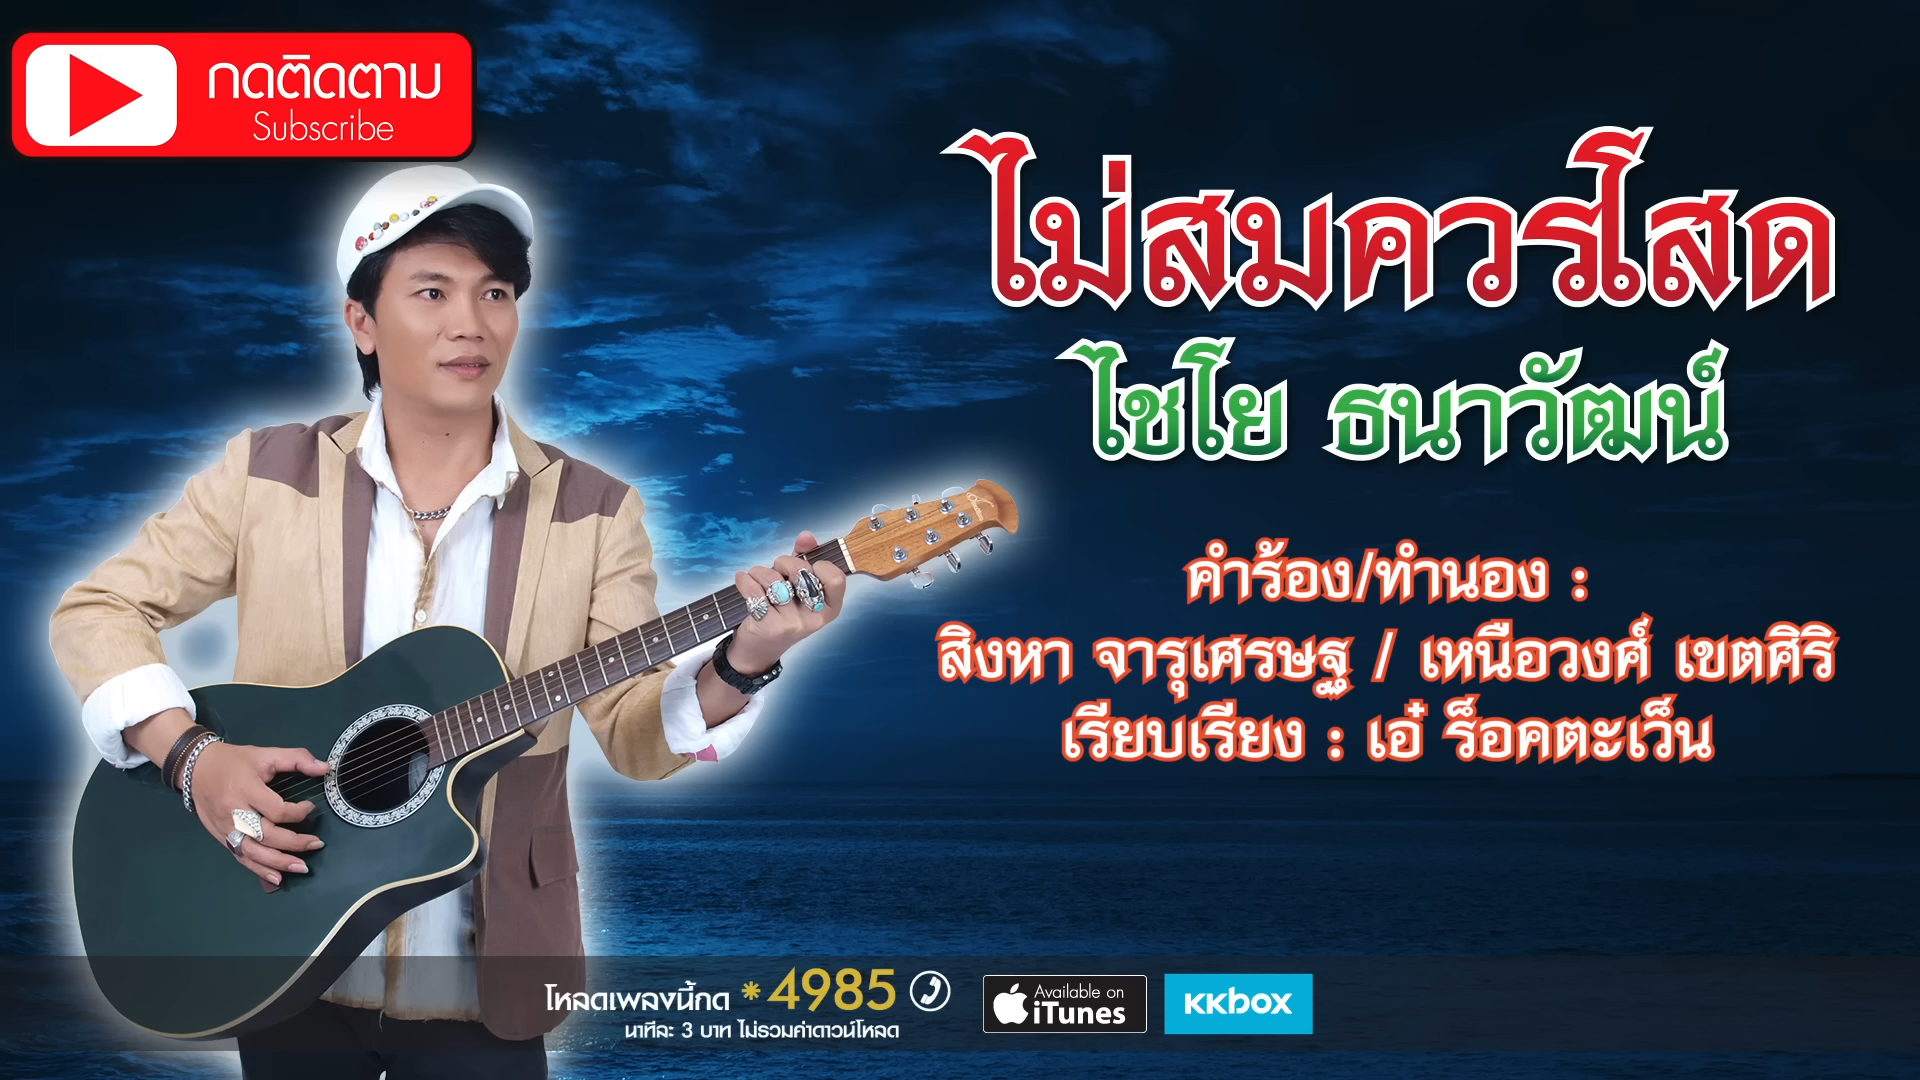 กดติดตาม
Subscribe
ไม่สมควรโสด
ไชโย ธนาวัฒน์
คำร้อง/ทำนอง :
สิงหา จารุเศรษฐ / เหนือวงศ์ เขตศิริ
เรียบเรียง : เอ๋ ร็อคตะเว็น
โหลดเพลงนี้กด *4985
นาทีละ 3 บาท ไม่รวมค่าดาวน์โหลด
Available on
iTunes
KKBOX